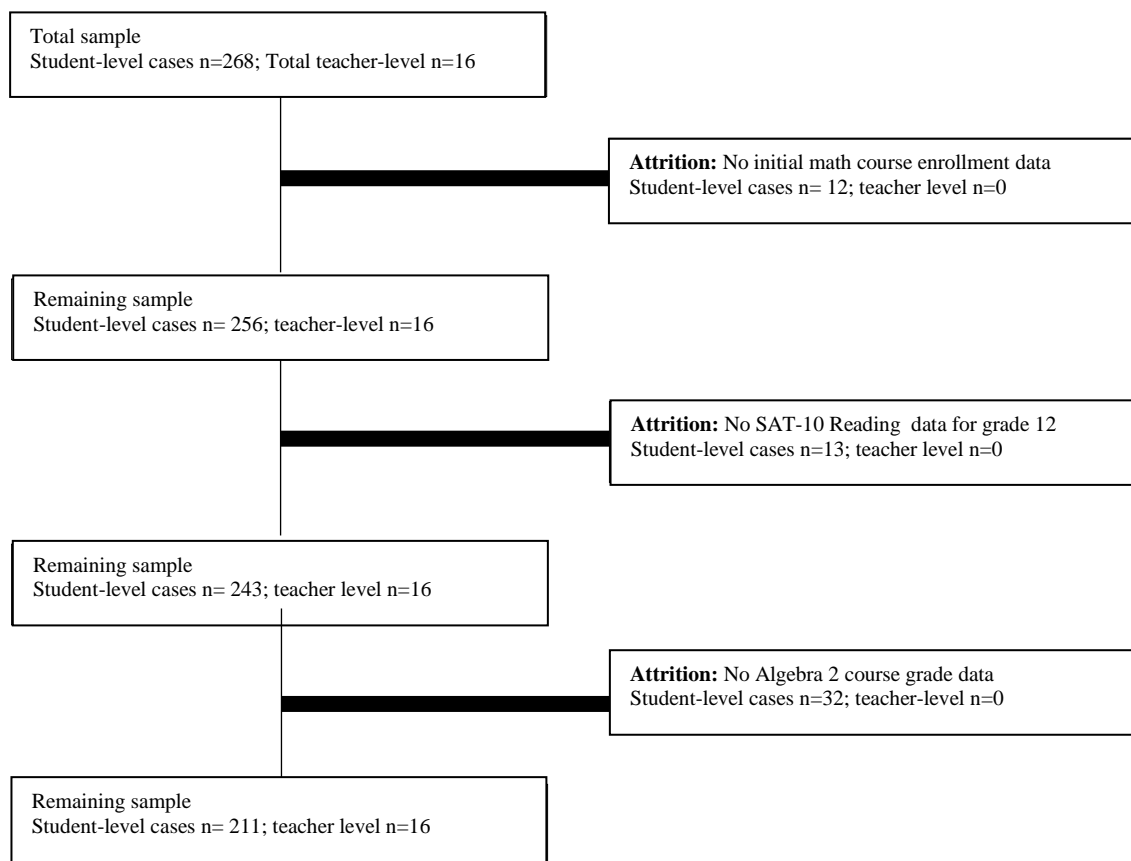 Total sample
Student-level cases n=268; Total teacher-level n=16
Attrition: No initial math course enrollment data
Student-level cases n= 12; teacher level n=0
Remaining sample
Student-level cases n= 256; teacher-level n=16
Attrition: No SAT-10 Reading  data for grade 12
Student-level cases n=13; teacher level n=0
Remaining sample
Student-level cases n= 243; teacher level n=16
Attrition: No Algebra 2 course grade data
Student-level cases n=32; teacher-level n=0
Remaining sample
Student-level cases n= 211; teacher level n=16